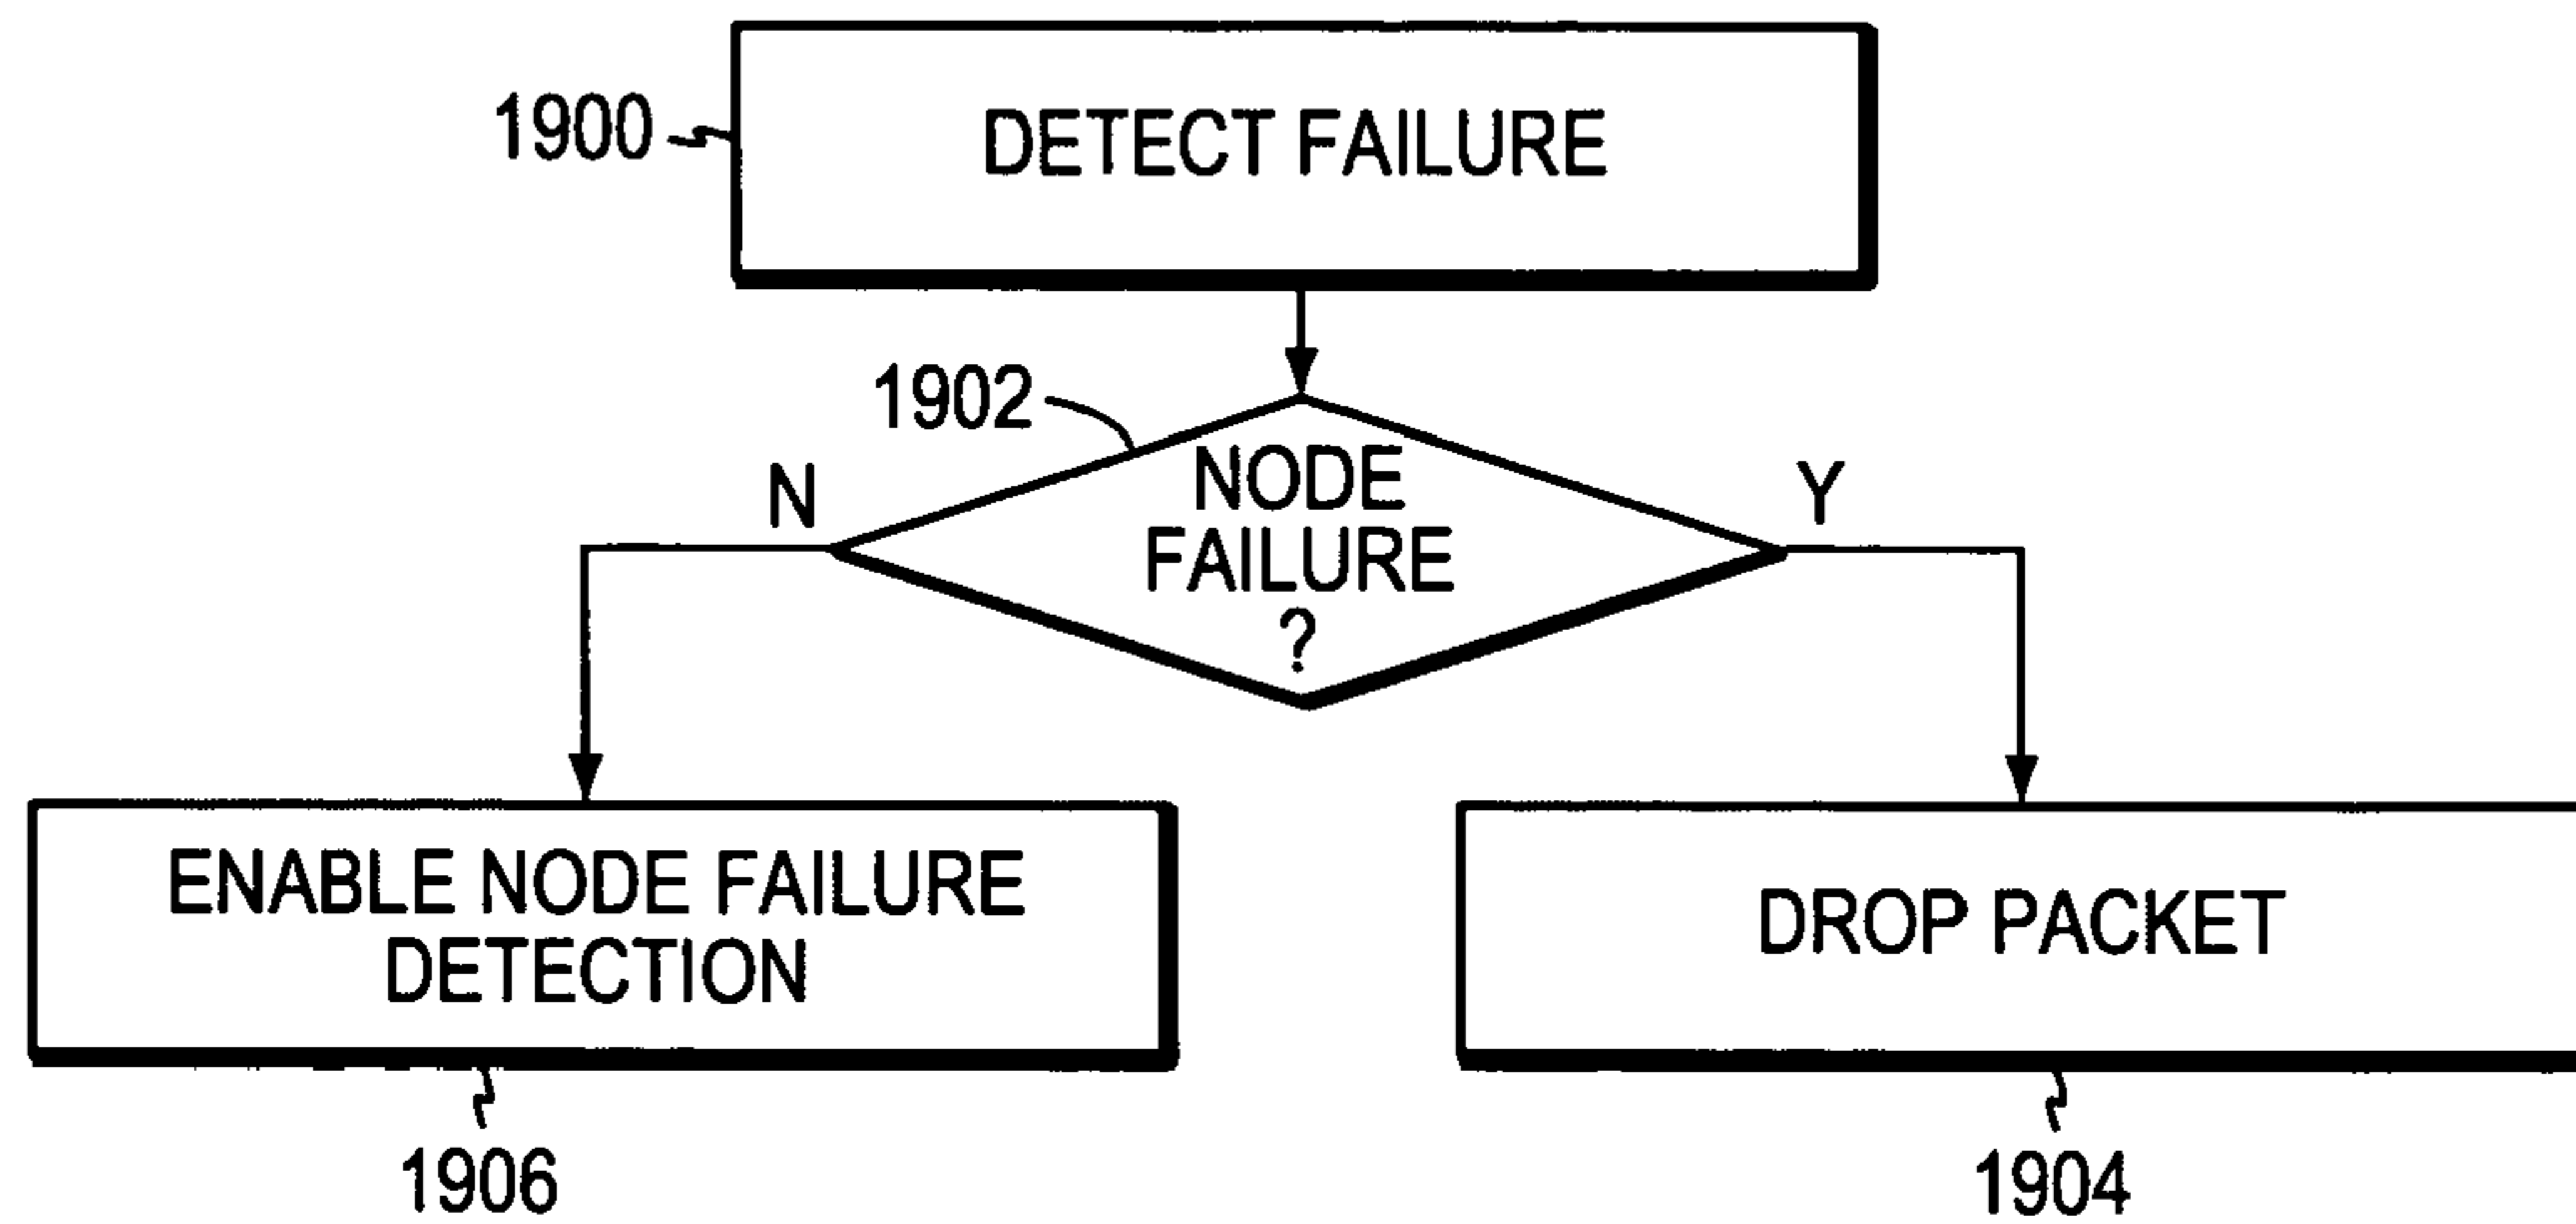 1900
DETECT FAILURE
1902
N
NODE
FAILURE
?
Y
ENABLE NODE FAILURE
DETECTION
DROP PACKET
1906
1904